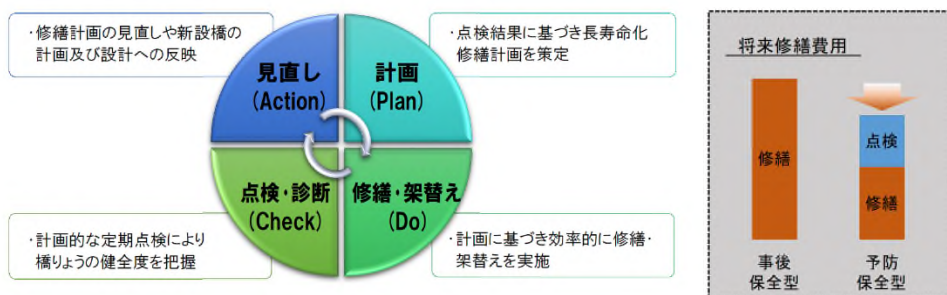 ・修繕計画の見直しや新設橋の
計画及び設計への反映
見直し
(Action)
計画
(Plan)
・点検結果に基づき長寿命化
修繕計画を策定
点検・診断
(Check)
修繕・架替え
(Do)
・計画的な定期点検により
橋りょうの健全度を把握
・計画に基づき効率的に修繕・
架替えを実施
将来修繕費用
修繕
点検
修繕
事後
保全型
予防
保全型